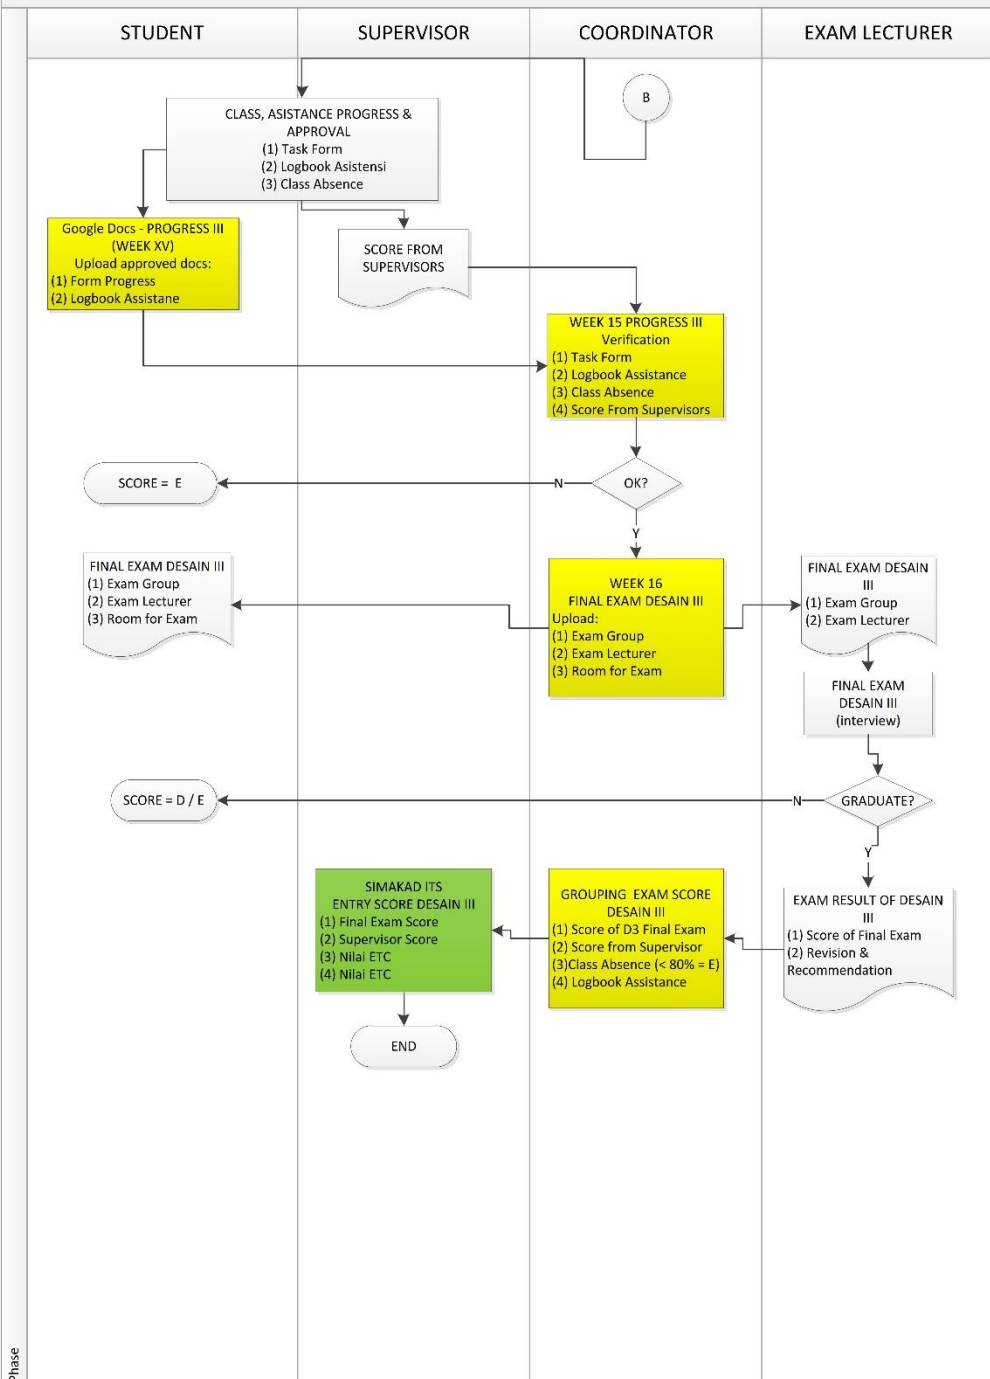 STUDENT
SUPERVISOR
COORDINATOR
EXAM LECTURER
B
CLASS, ASISTANCE PROGRESS &
APPROVAL
(1) Task Form
(2) Logbook Asistensi
(3) Class Absence
Google Docs - PROGRESS III
(WEEK XV)
Upload approved docs:
(1) Form Progress
(2) Logbook Assistane
SCORE FROM
SUPERVISORS
WEEK 15 PROGRESS III
Verification
(1) Task Form
(2) Logbook Assistance
(3) Class Absence
(4) Score From Supervisors
SCORE = E
N
OK?
Y
FINAL EXAM DESAIN III
(1) Exam Group
(2) Exam Lecturer
(3) Room for Exam
WEEK 16
FINAL EXAM DESAIN III
Upload:
(1) Exam Group
(2) Exam Lecturer
(3) Room for Exam
FINAL EXAM DESAIN
III
(1) Exam Group
(2) Exam Lecturer
FINAL EXAM
DESAIN III
(interview)
SCORE = D / E
N
GRADUATE?
Y
SIMAKAD ITS
ENTRY SCORE DESAIN III
(1) Final Exam Score
(2) Supervisor Score
(3) Nilai ETC
(4) Nilai ETC
GROUPING EXAM SCORE
DESAIN III
(1) Score of D3 Final Exam
(2) Score from Supervisor
(3)Class Absence (< 80% = E)
(4) Logbook Assistance
EXAM RESULT OF DESAIN
III
(1) Score of Final Exam
(2) Revision &
Recommendation
END
Phase